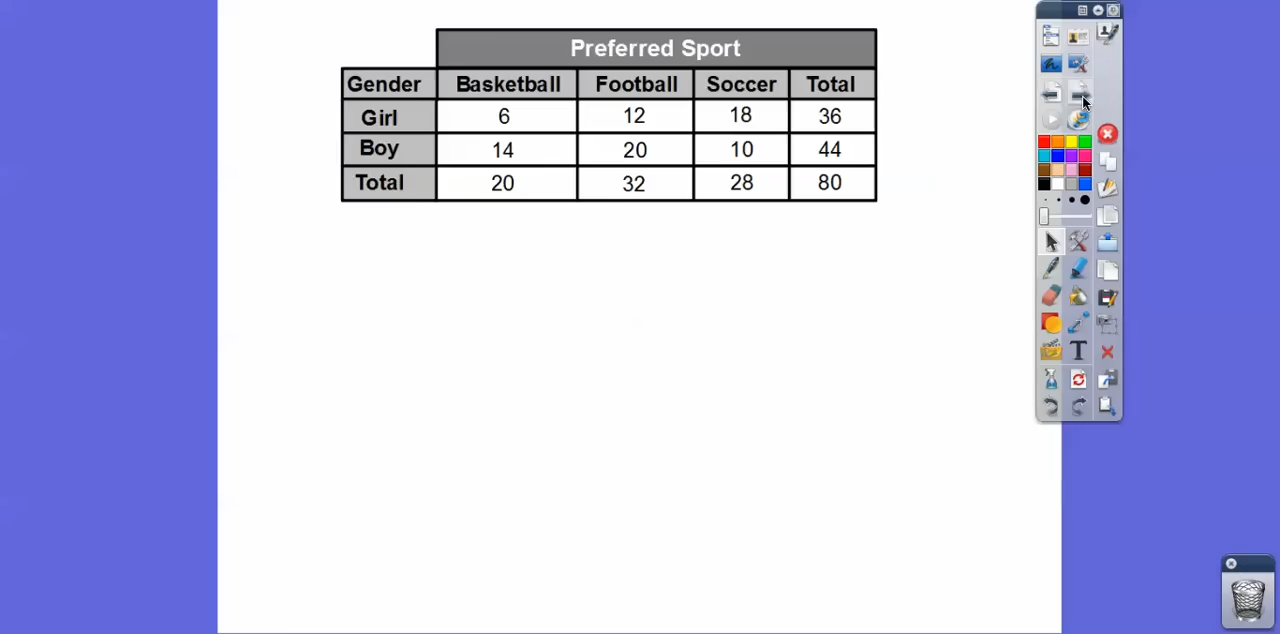 Preferred Sport
Gender Basketball Football Soccer Total
Girl 6 12 18 36
Boy 14 20 10 44
Total 20 32 28 80
T